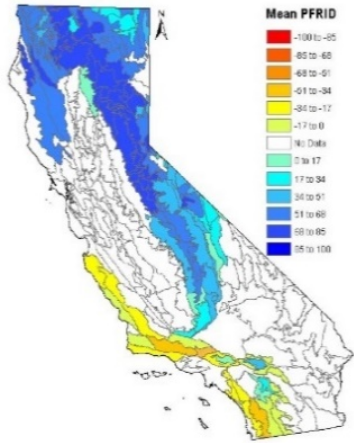 N
Mean PFRID
-100 to -85
-85 to -68
-68 to -51
-51 to -34
-34 to -17
-17 to 0
No Data
0 to 17
17 to 34
34 to 51
51 to 68
68 to 85
85 to 100